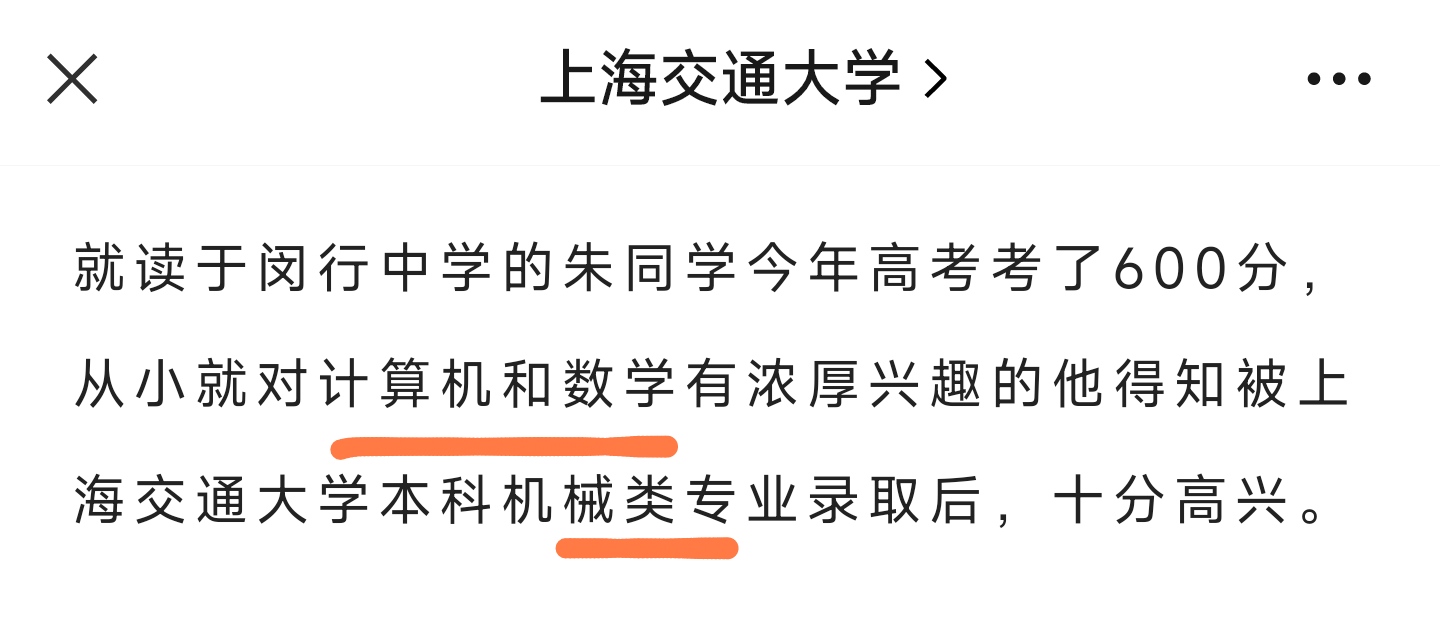 上海交通大学
就读于闵行中学的朱同学今年高考考了600分,
从小就对计算机和数学有浓厚兴趣的他得知被上
海交通大学本科机械类专业录取后,十分高兴。